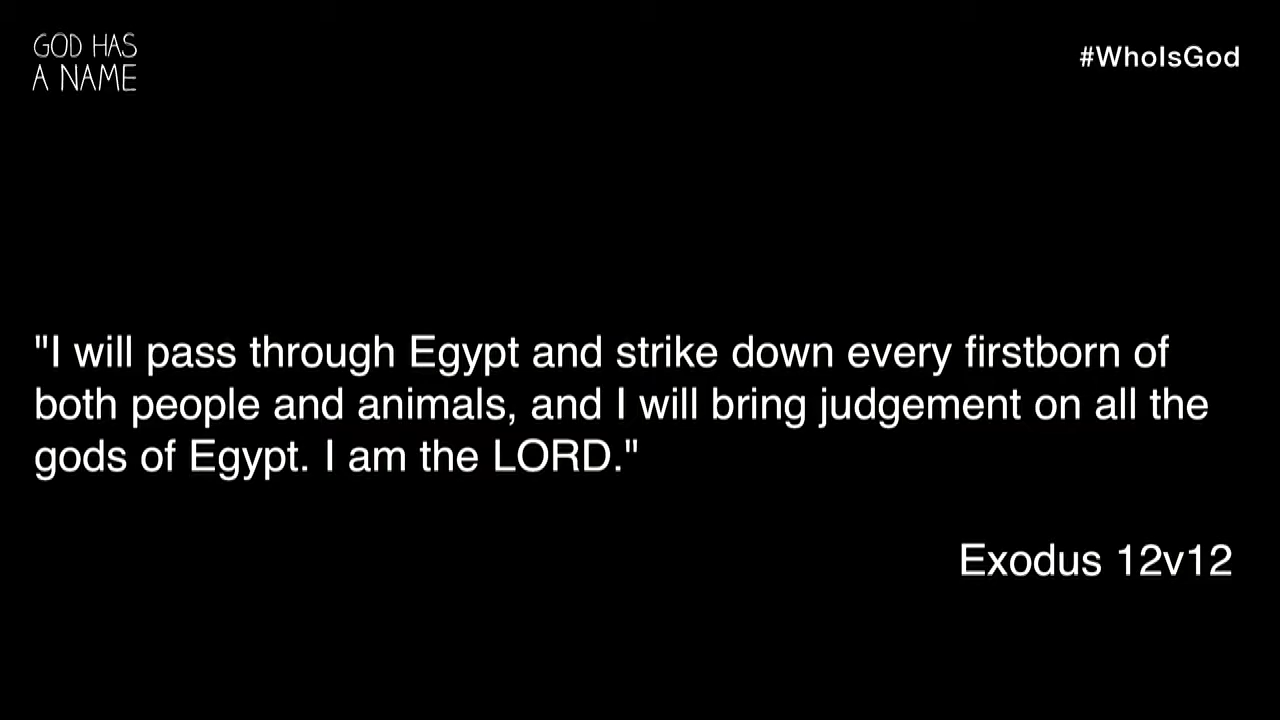 GOD HAS
A NAME
#WhoIsGod
"I will pass through Egypt and strike down every firstborn of
both people and animals, and I will bring judgement on all the
gods of Egypt. I am the LORD."
Exodus 12v12